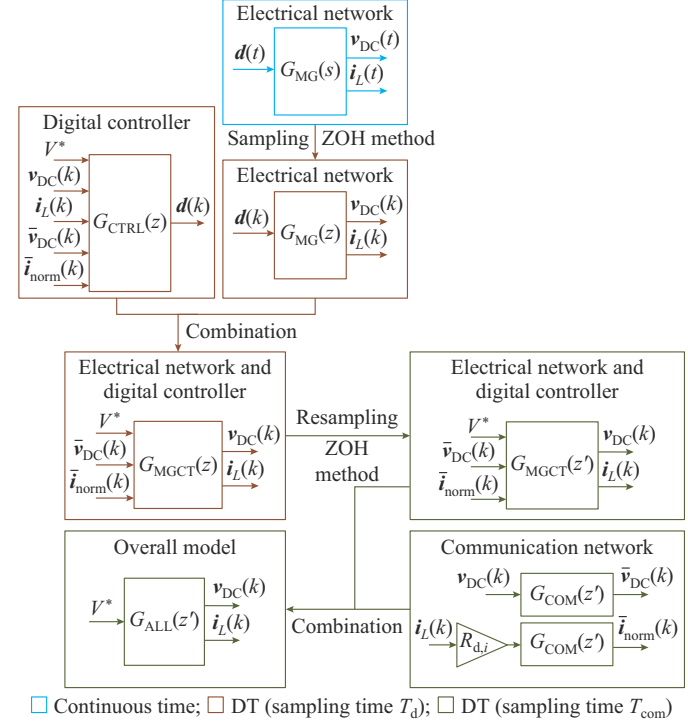 Electrical network
d(t)
G_MG(s)
v_DC(t)
i_L(t)
Sampling
ZOH method
Digital controller
V*
v_DC(k)
i_L(k)
v̄_DC(k)
ī_norm(k)
G_CTRL(z)
d(k)
Electrical network
d(k)
G_MG(z)
v_DC(k)
i_L(k)
Combination
Electrical network and
digital controller
V*
v̄_DC(k)
ī_norm(k)
G_MGCT(z)
v_DC(k)
i_L(k)
Resampling
ZOH
method
Electrical network and
digital controller
V*
v̄_DC(k)
ī_norm(k)
G_MGCT(z′)
v_DC(k)
i_L(k)
Overall model
V*
G_ALL(z′)
v_DC(k)
i_L(k)
Combination
Communication network
v_DC(k)
G_COM(z′)
v̄_DC(k)
i_L(k)
R_d,i
G_COM(z′)
ī_norm(k)
Continuous time; DT (sampling time T_d); DT (sampling time T_com)